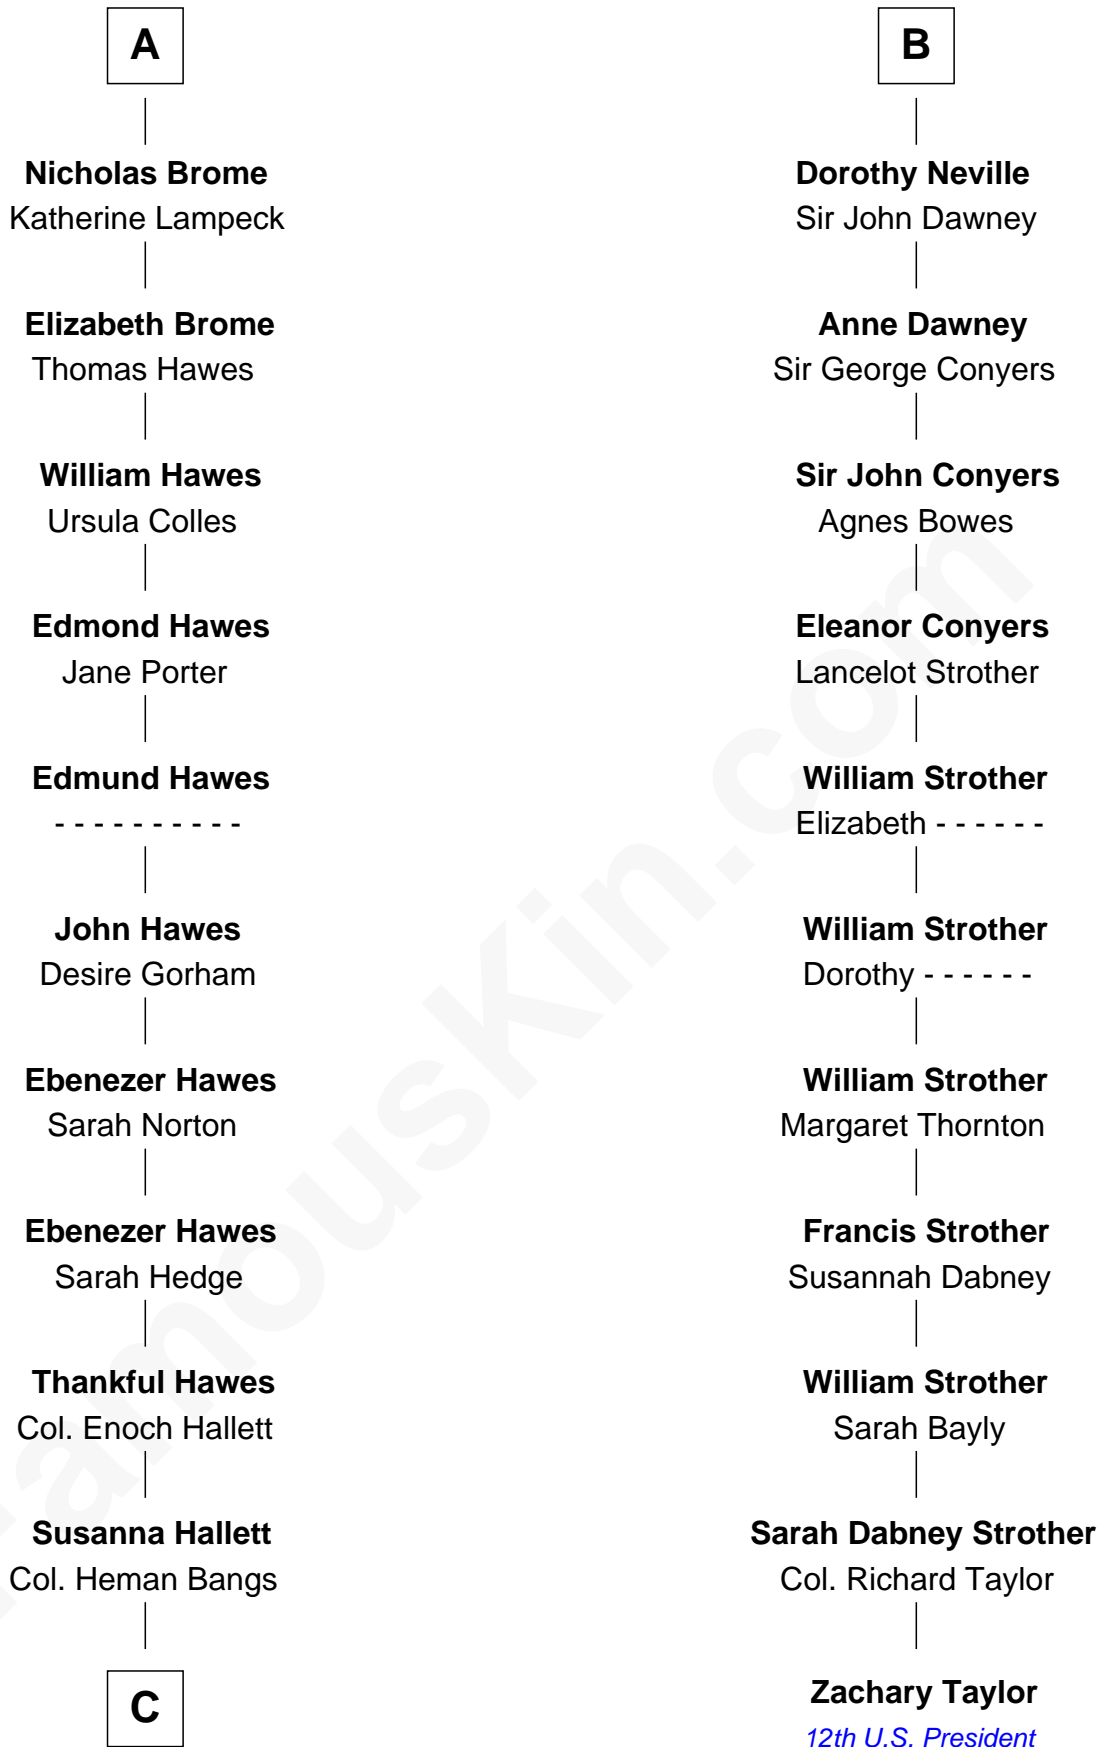 A
Nicholas Brome
Katherine Lampeck
Elizabeth Brome
Thomas Hawes
William Hawes
Ursula Colles
Edmond Hawes
Jane Porter
Edmund Hawes
- - - - - - - - - -
John Hawes
Desire Gorham
Ebenezer Hawes
Sarah Norton
Ebenezer Hawes
Sarah Hedge
Thankful Hawes
Col. Enoch Hallett
Susanna Hallett
Col. Heman Bangs
C
B
Dorothy Neville
Sir John Dawney
Anne Dawney
Sir George Conyers
Sir John Conyers
Agnes Bowes
Eleanor Conyers
Lancelot Strother
William Strother
Elizabeth - - - - - -
William Strother
Dorothy - - - - - -
William Strother
Margaret Thornton
Francis Strother
Susannah Dabney
William Strother
Sarah Bayly
Sarah Dabney Strother
Col. Richard Taylor
Zachary Taylor
12th U.S. President
FamousKin.com